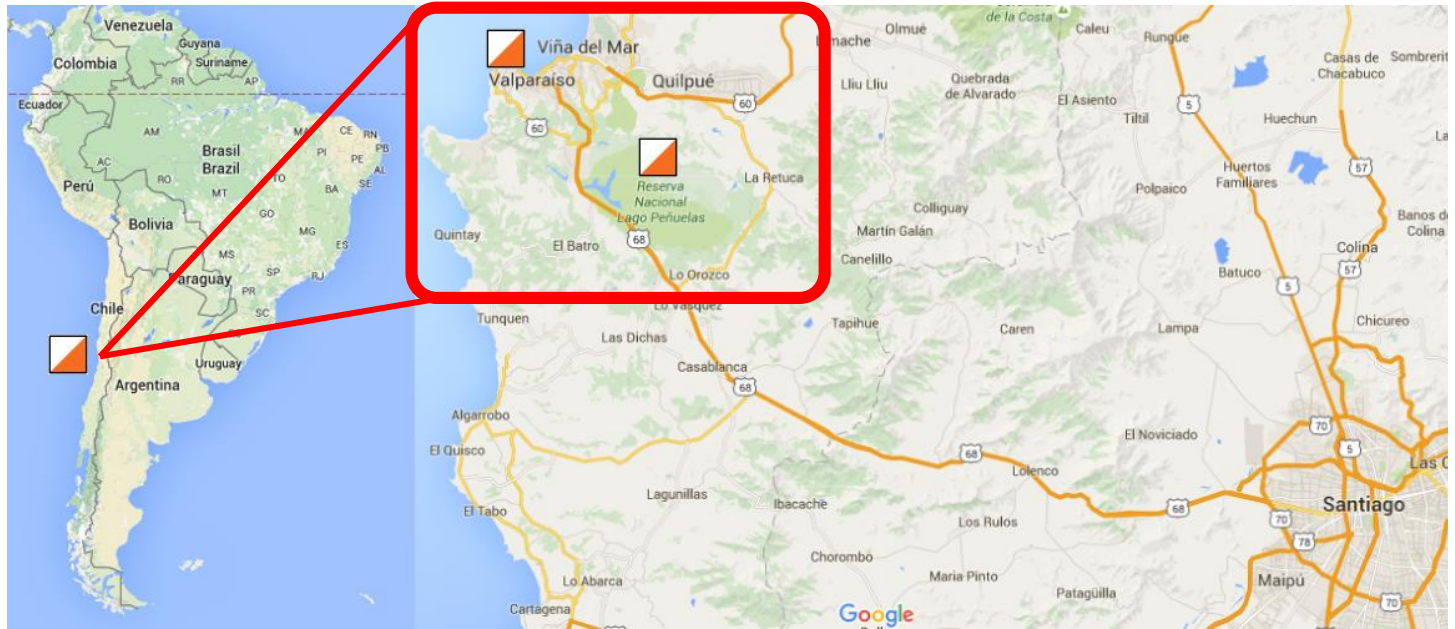 Venezuela
Guyana
Suriname
Colombia
RR
AP
Ecuador
AM
CE
RN
PB
PI
PE
AL
SE
Brasil
Brazil
AC
RO
TO
BA
MT
Perú
GO
Bolivia
MG
ES
MS
SP
RJ
Paraguay
PR
SC
Chile
Uruguay
Argentina
de la Costa
Olmué
Caleu
Rungue
Viña del Mar
Casas de
Chacabuco
Valparaíso
Quilpué
Lliu Lliu
Quebrada
de Alvarado
El Asiento
5
60
60
Tiltil
Huechun
Reserva
Nacional
Lago Peñuelas
La Retuca
Huertos
Familiares
57
Polpaico
Colliguay
Banos de
Colina
Quintay
El Batro
68
Martín Galán
Canelillo
Colina
57
Lo Orozco
Batuco
5
Lo Vasquez
Tunquen
Las Dichas
Tapihue
Caren
Lampa
Chicureo
Casablanca
68
Algarrobo
70
El Noviciado
5
El Quisco
68
Lolenco
Las C
Lagunillas
Ibacache
Santiago
El Tabo
68
Los Rulos
70
78
Chorombo
Lo Abarca
Maria Pinto
Maipú
Patagüilla
Cartagena
Google
70